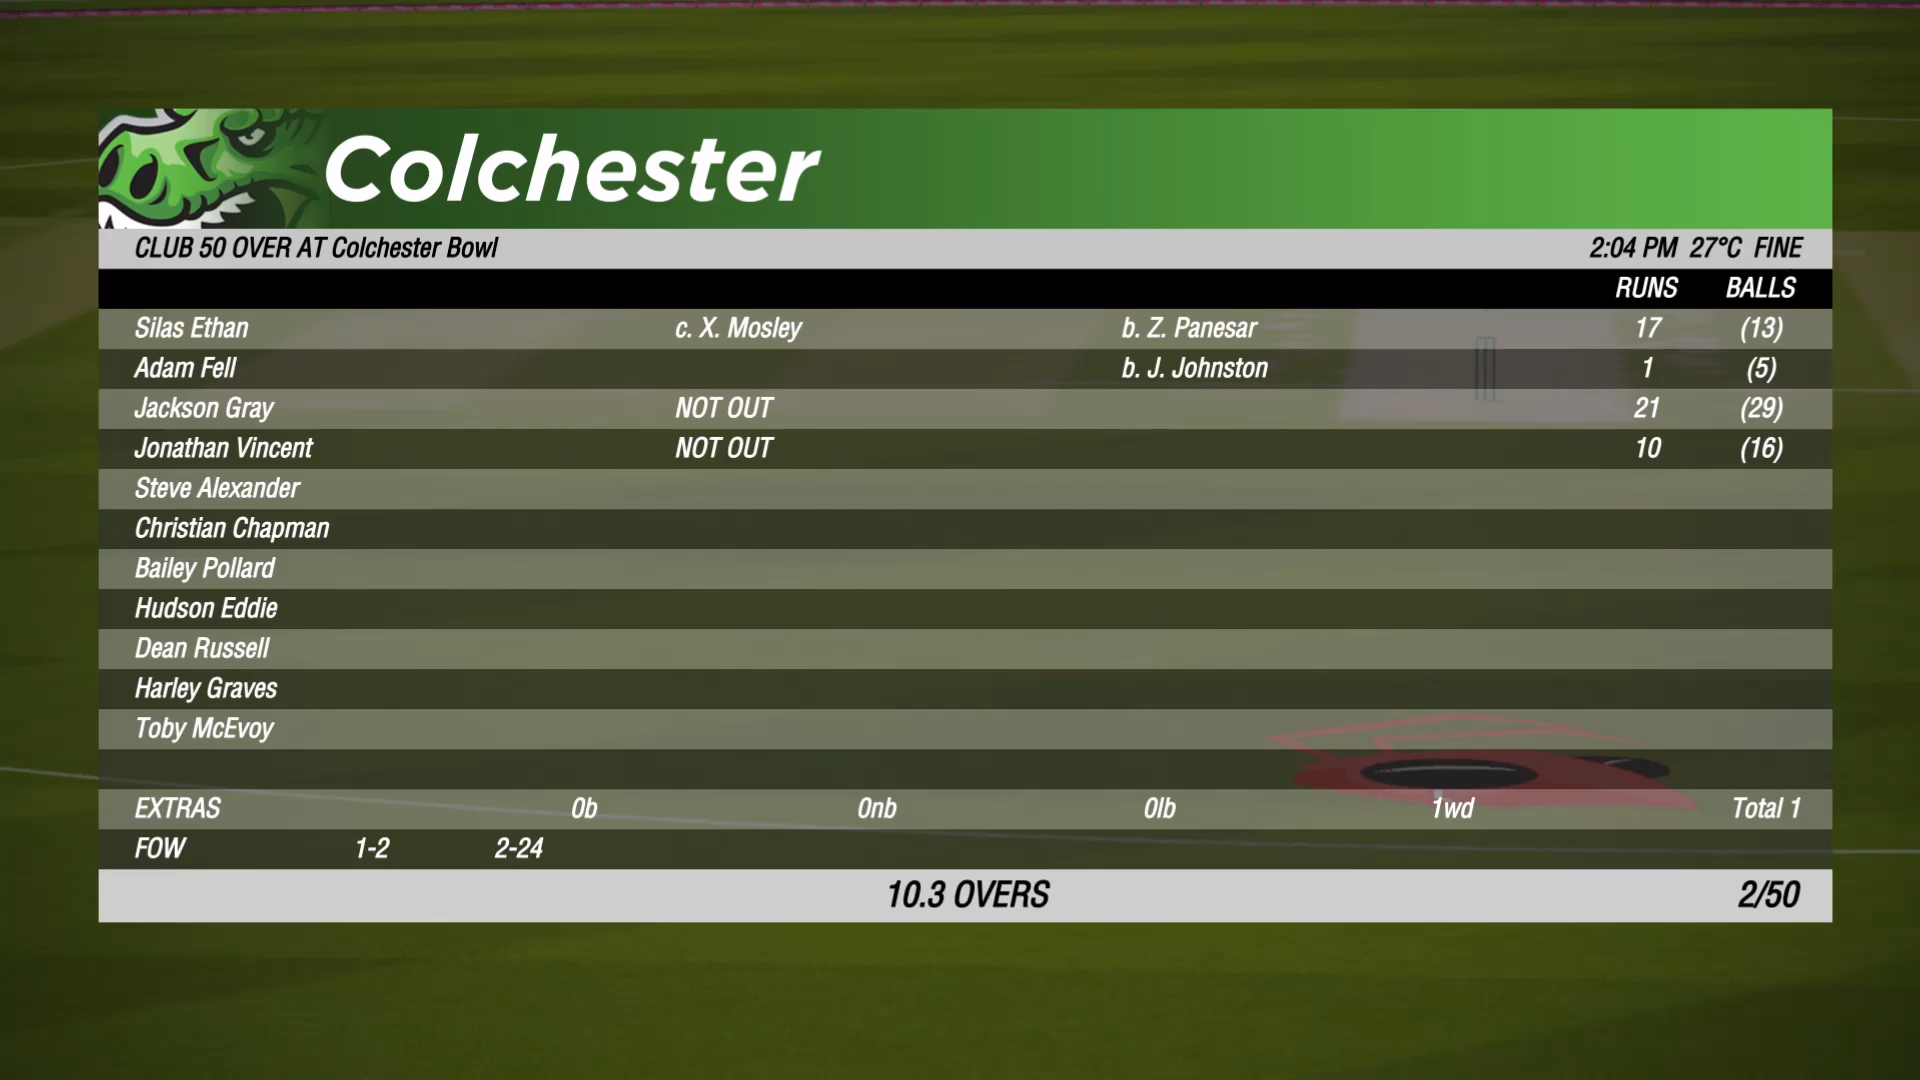 Colchester
CLUB 50 OVER AT Colchester Bowl 2:04 PM 27°C FINE
RUNS BALLS
Silas Ethan c. X. Mosley b. Z. Panesar 17 (13)
Adam Fell b. J. Johnston 1 (5)
Jackson Gray NOT OUT 21 (29)
Jonathan Vincent NOT OUT 10 (16)
Steve Alexander
Christian Chapman
Bailey Pollard
Hudson Eddie
Dean Russell
Harley Graves
Toby McEvoy
EXTRAS 0b 0nb 0lb 1wd Total 1
FOW 1-2 2-24
10.3 OVERS 2/50